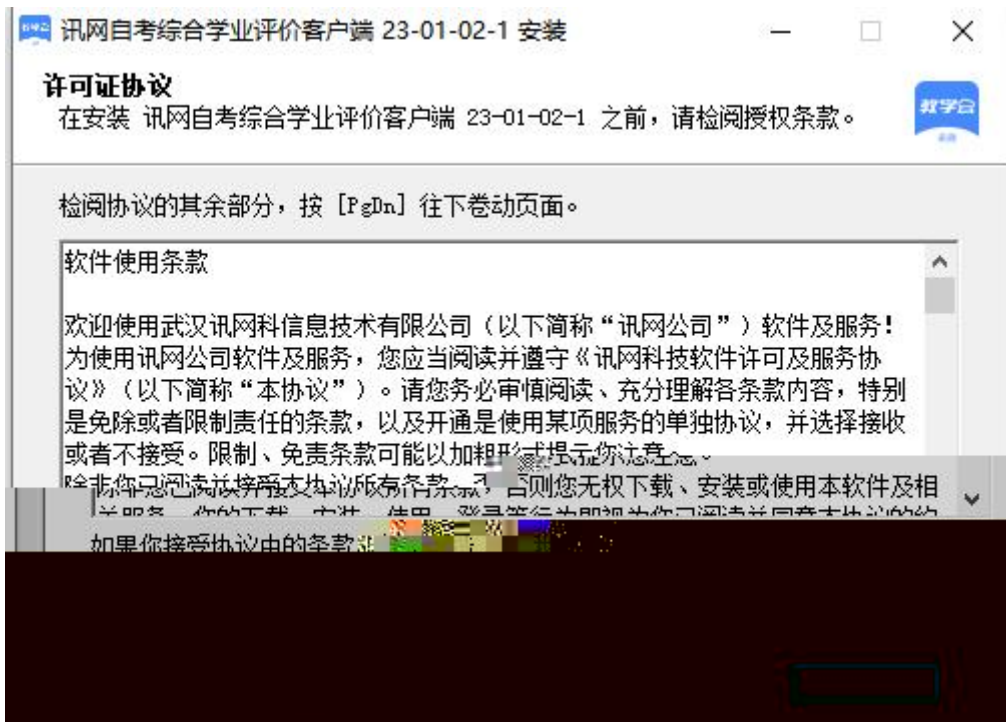 讯网自考综合学业评价客户端 23-01-02-1 安装
许可证协议
在安装 讯网自考综合学业评价客户端 23-01-02-1 之前，请检阅授权条款。
教学会
检阅协议的其余部分，按 [PgDn] 往下卷动页面。
软件使用条款
欢迎使用武汉讯网科信息技术有限公司（以下简称“讯网公司”）软件及服务！
为使用讯网公司软件及服务，您应当阅读并遵守《讯网科技软件许可及服务协
议》（以下简称“本协议”）。请您务必审慎阅读、充分理解各条款内容，特别
是免除或者限制责任的条款，以及开通是使用某项服务的单独协议，并选择接收
或者不接受。限制、免责条款可能以加粗形式提示你注意
否则您无权下载、安装或使用本软件及相
如果你接受协议中的条款